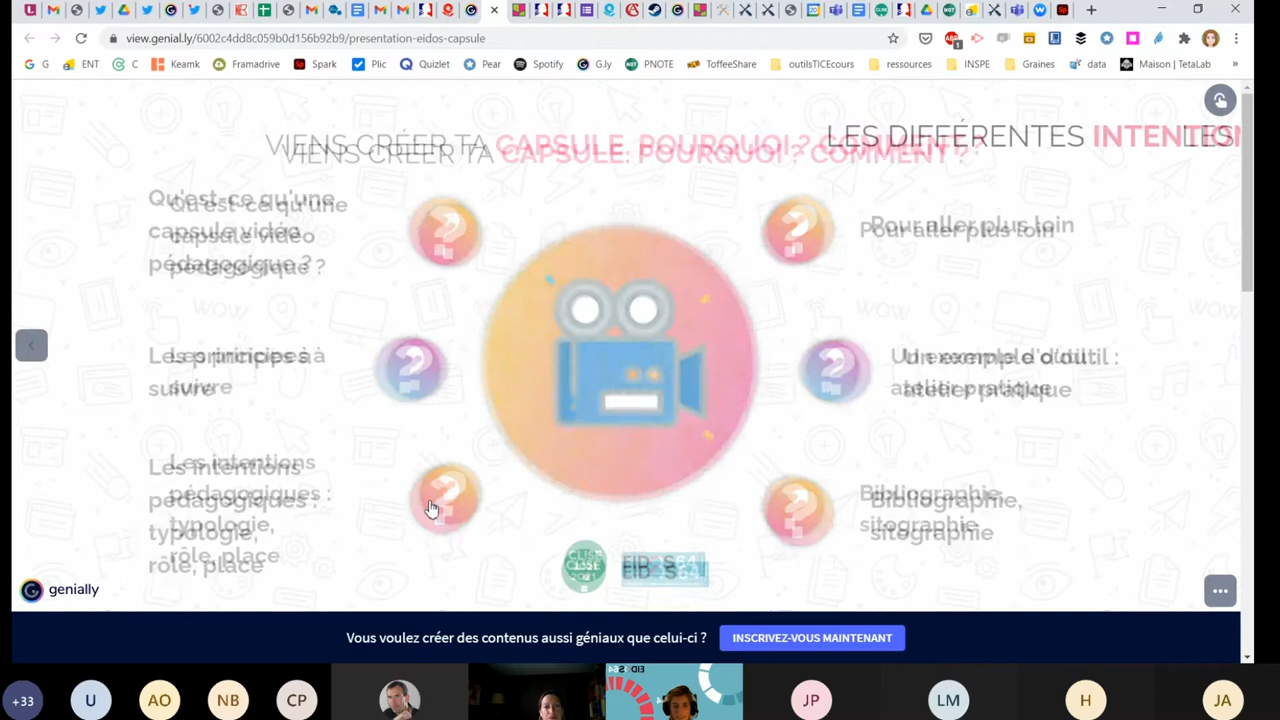 view.genial.ly/6002c4dd8c059b0d156b92b9/presentation-eidos-capsule
G
ENT
C
Keamk
Framadrive
Spark
Plic
Quizlet
Pear
Spotify
G.ly
PNOTE
ToffeeShare
outilsTICEcours
ressources
INSPE
Graines
data
Maison | TetaLab
»
VIENS CRÉER TA CAPSULE. POURQUOI ? COMMENT ?
LES DIFFÉRENTES INTENTION
Qu'est-ce qu'une
capsule vidéo
pédagogique ?
Pour aller plus loin
Les principes à
suivre
Un exemple d'outil :
atelier pratique
Les intentions
pédagogiques :
typologie,
rôle, place
Bibliographie,
sitographie
genially
Vous voulez créer des contenus aussi géniaux que celui-ci ?
INSCRIVEZ-VOUS MAINTENANT
+33
U
AO
NB
CP
JP
LM
H
JA